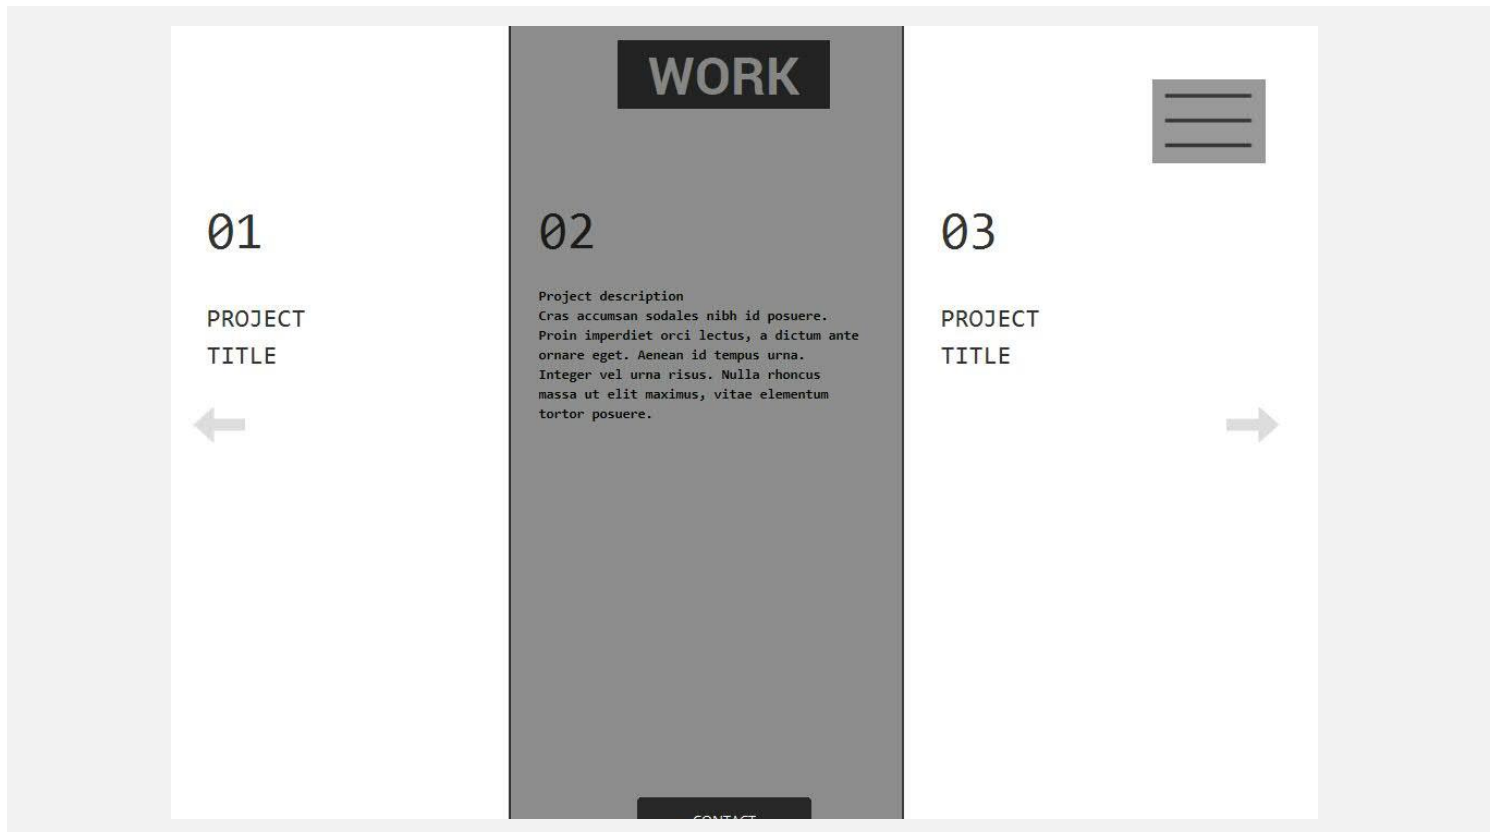 WORK
01
PROJECT
TITLE
02
Project description
Cras accumsan sodales nibh id posuere.
Proin imperdiet orci lectus, a dictum ante
ornare eget. Aenean id tempus urna.
Integer vel urna risus. Nulla rhoncus
massa ut elit maximus, vitae elementum
tortor posuere.
03
PROJECT
TITLE
CONTACT